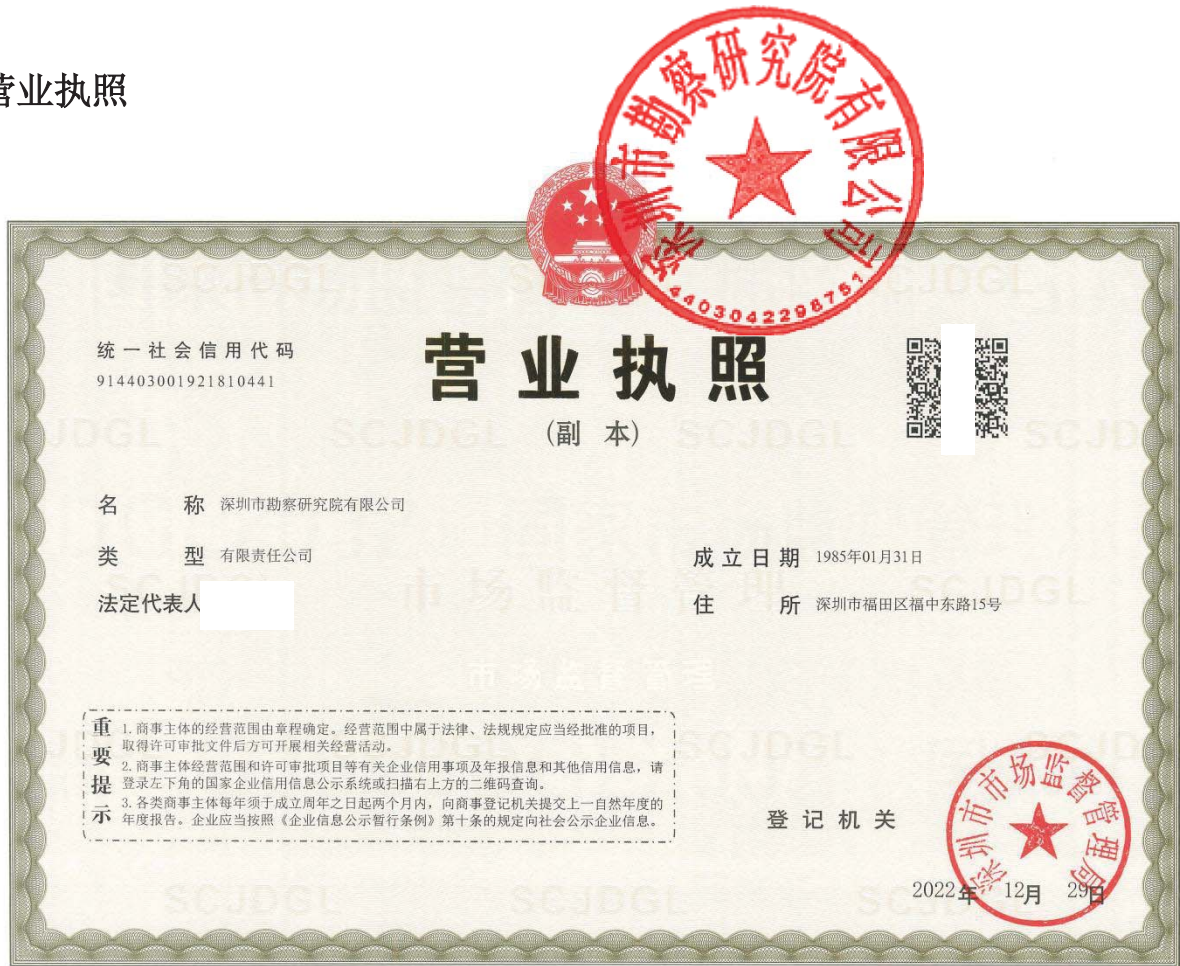 营业执照
深圳市勘察研究院有限公司
4403042298751
统一社会信用代码
914403001921810441
营业执照
(副 本)
名 称 深圳市勘察研究院有限公司
类 型 有限责任公司
成立日期 1985年01月31日
法定代表人
住 所 深圳市福田区福中东路15号
SCJDGL
市场监督管理
重要提示
1. 商事主体的经营范围由章程确定。经营范围中属于法律、法规规定应当经批准的项目,
取得许可审批文件后方可开展相关经营活动。
2. 商事主体经营范围和许可审批项目等有关企业信用事项及年报信息和其他信用信息，请
登录左下角的国家企业信用信息公示系统或扫描右上方的二维码查询。
3. 各类商事主体每年须于成立周年之日起两个月内，向商事登记机关提交上一自然年度的
年度报告。企业应当按照《企业信息公示暂行条例》第十条的规定向社会公示企业信息。
登记机关
深圳市市场监督管理局
2022年 12月 29日